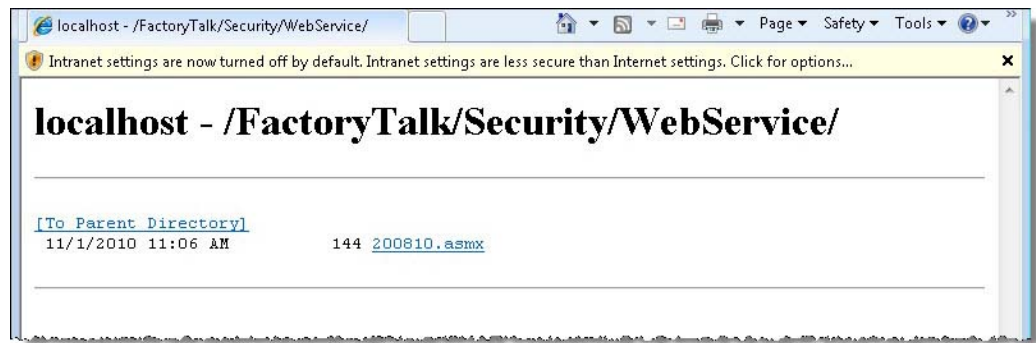 localhost - /FactoryTalk/Security/WebService/
Page Safety Tools
Intranet settings are now turned off by default. Intranet settings are less secure than Internet settings. Click for options...
localhost - /FactoryTalk/Security/WebService/
[To Parent Directory]
11/1/2010 11:06 AM 144 200810.asmx